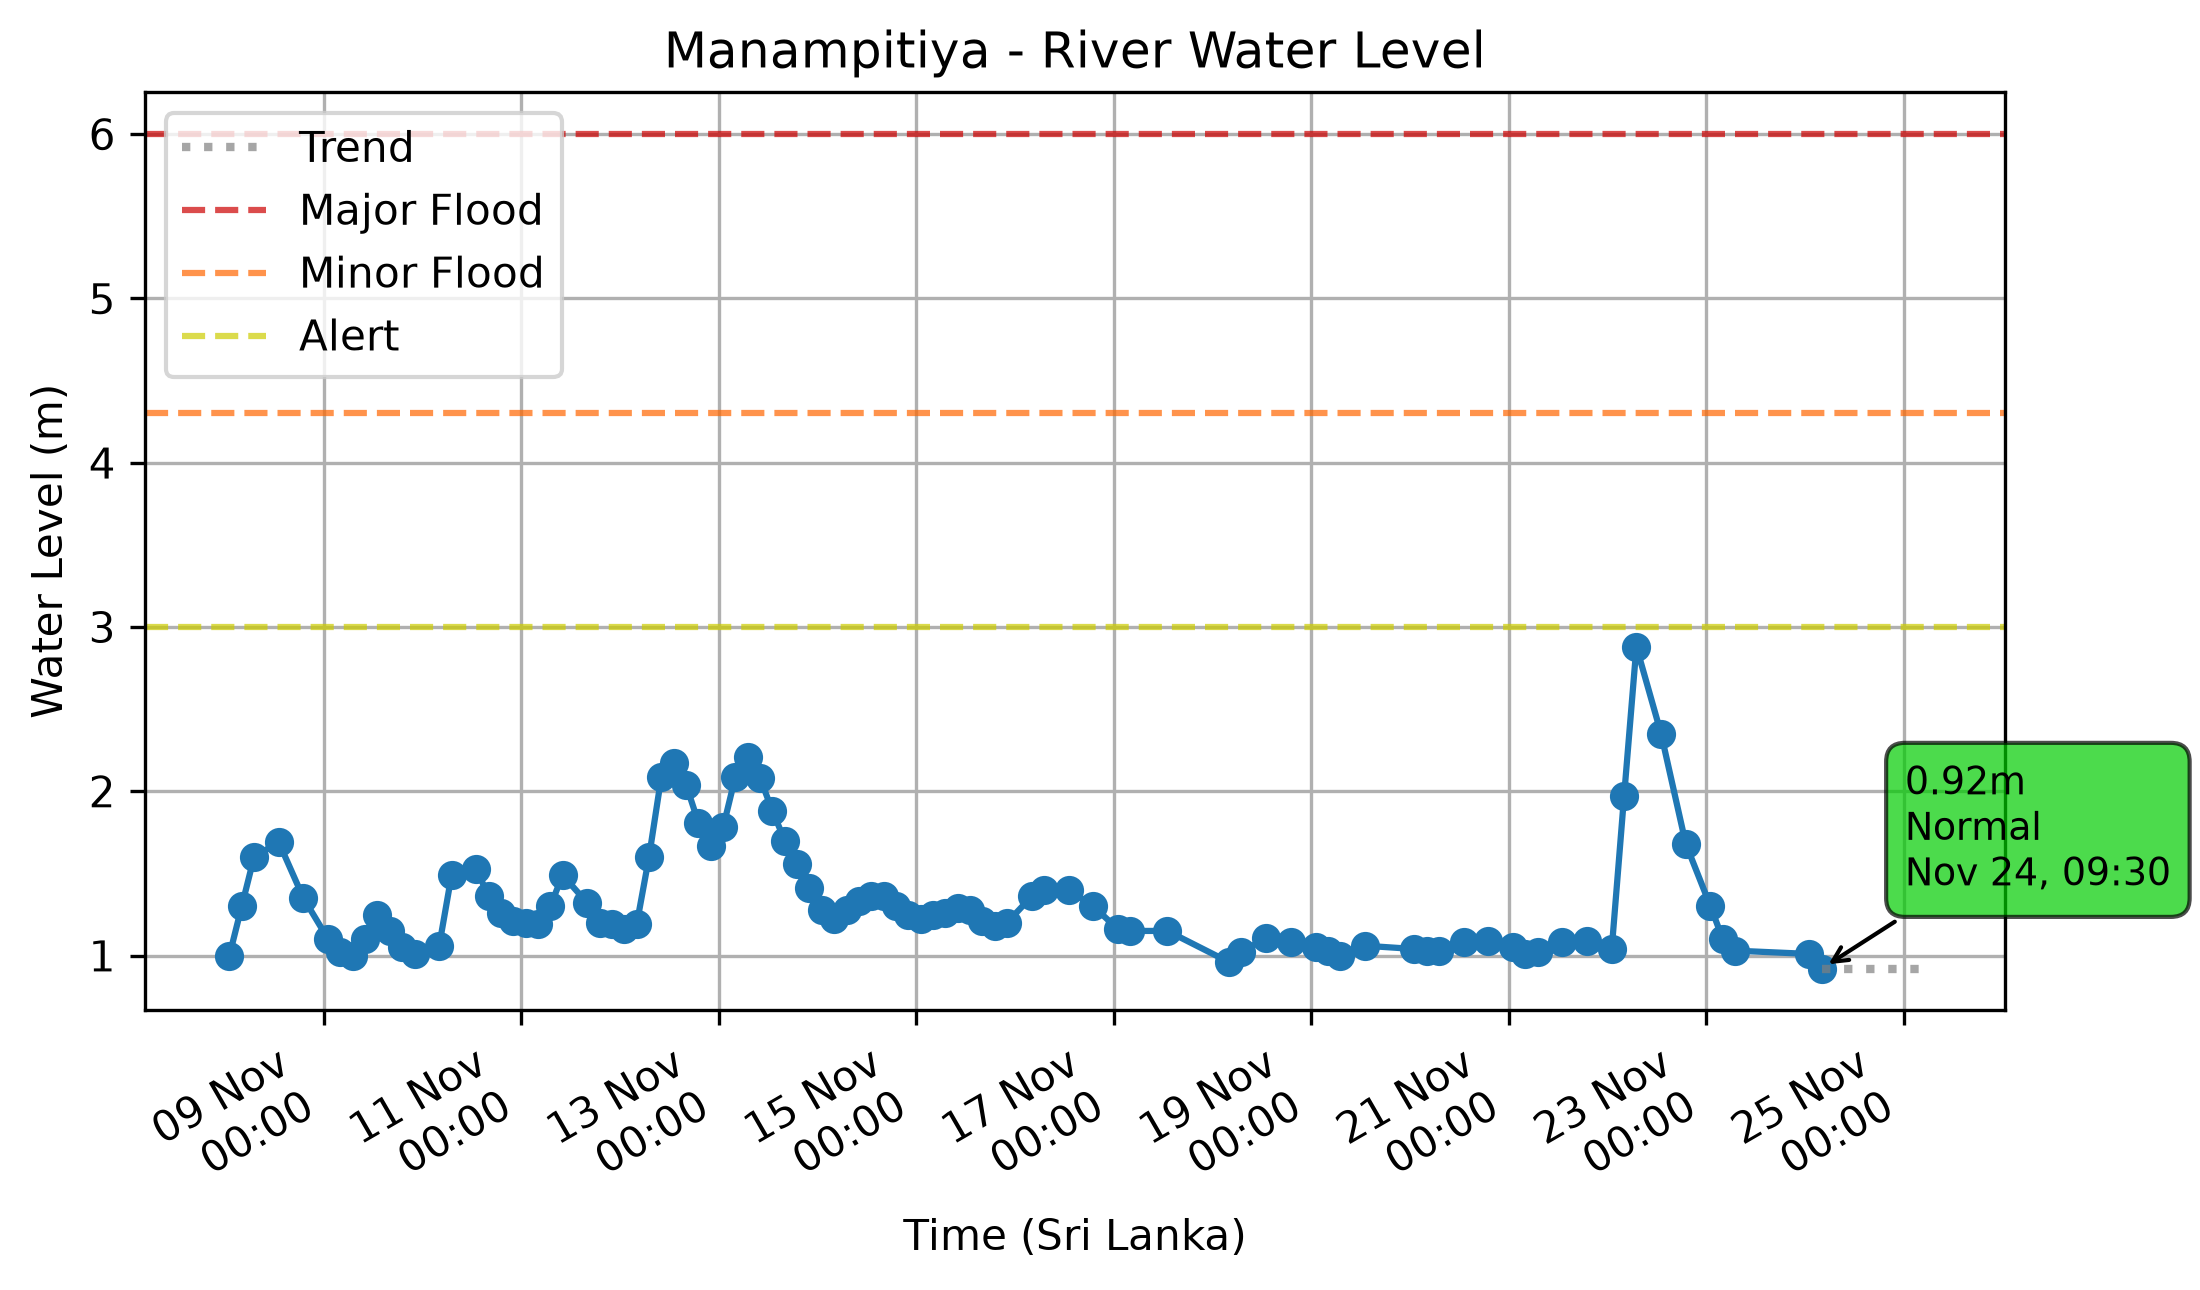 Manampitiya - River Water Level
Trend
Major Flood
Minor Flood
Alert
Water Level (m)
6
5
4
3
2
1
0.92m
Normal
Nov 24, 09:30
09 Nov
00:00
11 Nov
00:00
13 Nov
00:00
15 Nov
00:00
17 Nov
00:00
19 Nov
00:00
21 Nov
00:00
23 Nov
00:00
25 Nov
00:00
Time (Sri Lanka)